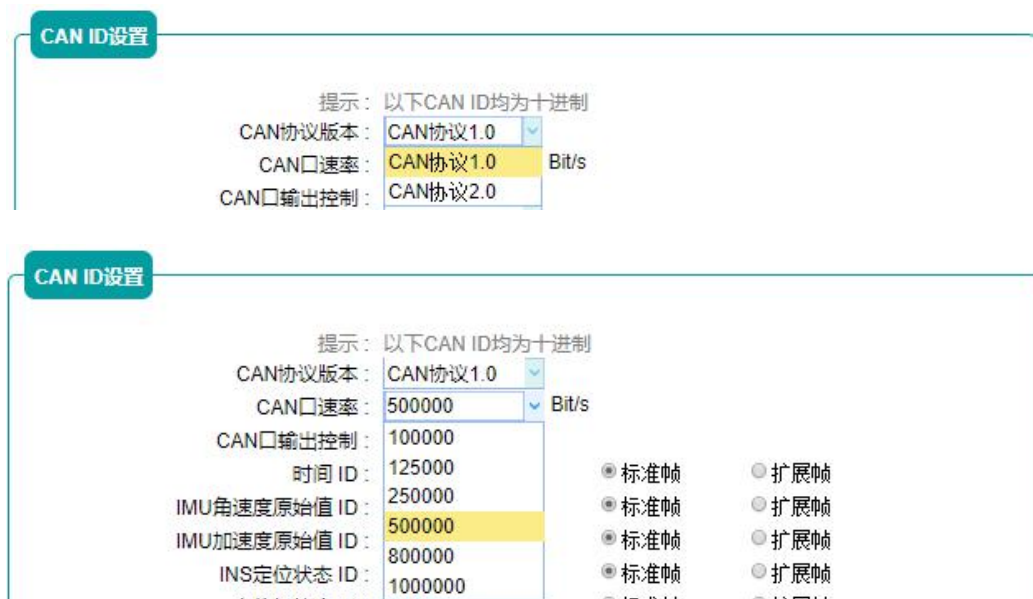 CAN ID设置
提示： 以下CAN ID均为十进制
CAN协议版本： CAN协议1.0
CAN口速率： CAN协议1.0 Bit/s
CAN口输出控制： CAN协议2.0
CAN ID设置
提示： 以下CAN ID均为十进制
CAN协议版本： CAN协议1.0
CAN口速率： 500000 Bit/s
CAN口输出控制： 100000
时间 ID： 125000 标准帧 扩展帧
IMU角速度原始值 ID： 250000 标准帧 扩展帧
IMU加速度原始值 ID： 500000 标准帧 扩展帧
800000
INS定位状态 ID： 标准帧 扩展帧
1000000